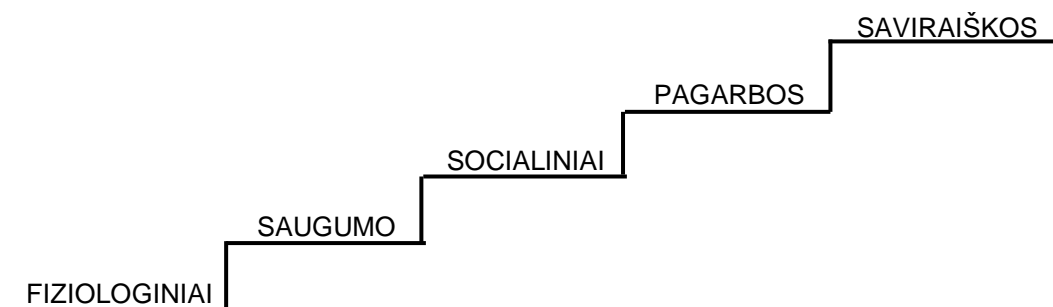 SAVIRAIŠKOS
PAGARBOS
SOCIALINIAI
SAUGUMO
FIZIOLOGINIAI